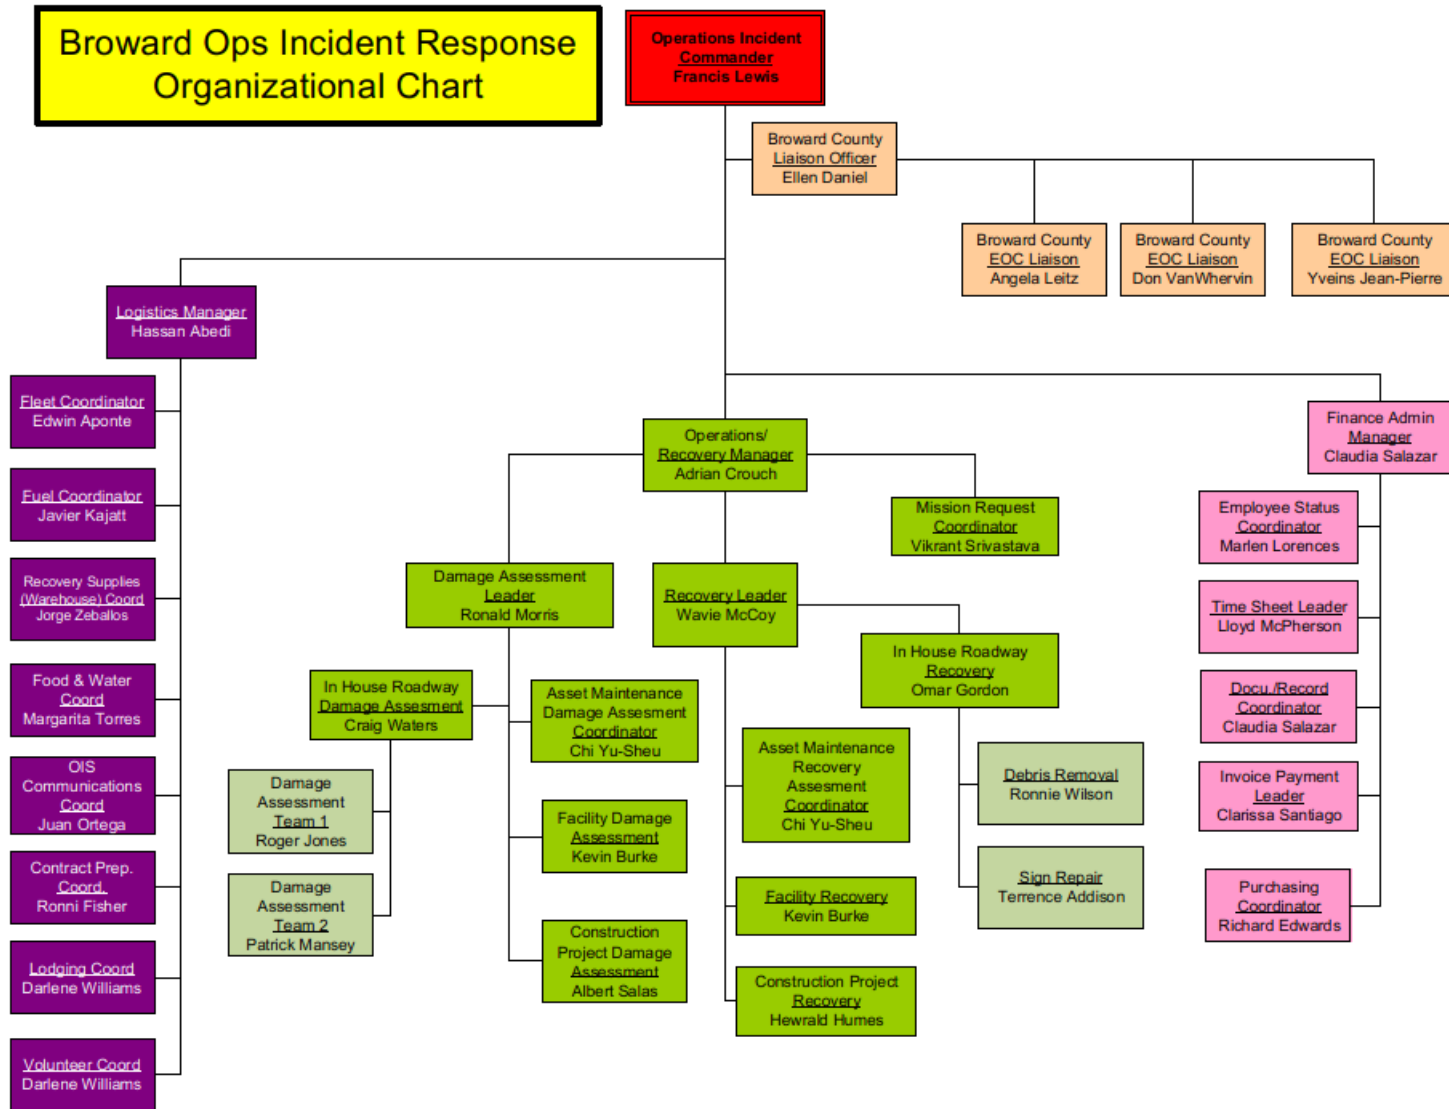 Broward Ops Incident Response
Organizational Chart
Operations Incident
Commander
Francis Lewis
Broward County
Liaison Officer
Ellen Daniel
Broward County
EOC Liaison
Angela Leitz
Broward County
EOC Liaison
Don VanWhervin
Broward County
EOC Liaison
Yveins Jean-Pierre
Logistics Manager
Hassan Abedi
Fleet Coordinator
Edwin Aponte
Fuel Coordinator
Javier Kajatt
Recovery Supplies
(Warehouse) Coord
Jorge Zeballos
Food & Water
Coord
Margarita Torres
OIS
Communications
Coord
Juan Ortega
Contract Prep.
Coord.
Ronni Fisher
Lodging Coord
Darlene Williams
Volunteer Coord
Darlene Williams
Operations/
Recovery Manager
Adrian Crouch
Mission Request
Coordinator
Vikrant Srivastava
Damage Assessment
Leader
Ronald Morris
In House Roadway
Damage Assesment
Craig Waters
Damage
Assessment
Team 1
Roger Jones
Damage
Assessment
Team 2
Patrick Mansey
Asset Maintenance
Damage Assesment
Coordinator
Chi Yu-Sheu
Facility Damage
Assessment
Kevin Burke
Construction
Project Damage
Assessment
Albert Salas
Recovery Leader
Wavie McCoy
In House Roadway
Recovery
Omar Gordon
Asset Maintenance
Recovery
Assesment
Coordinator
Chi Yu-Sheu
Facility Recovery
Kevin Burke
Construction Project
Recovery
Hewrald Humes
Debris Removal
Ronnie Wilson
Sign Repair
Terrence Addison
Finance Admin
Manager
Claudia Salazar
Employee Status
Coordinator
Marlen Lorences
Time Sheet Leader
Lloyd McPherson
Docu./Record
Coordinator
Claudia Salazar
Invoice Payment
Leader
Clarissa Santiago
Purchasing
Coordinator
Richard Edwards